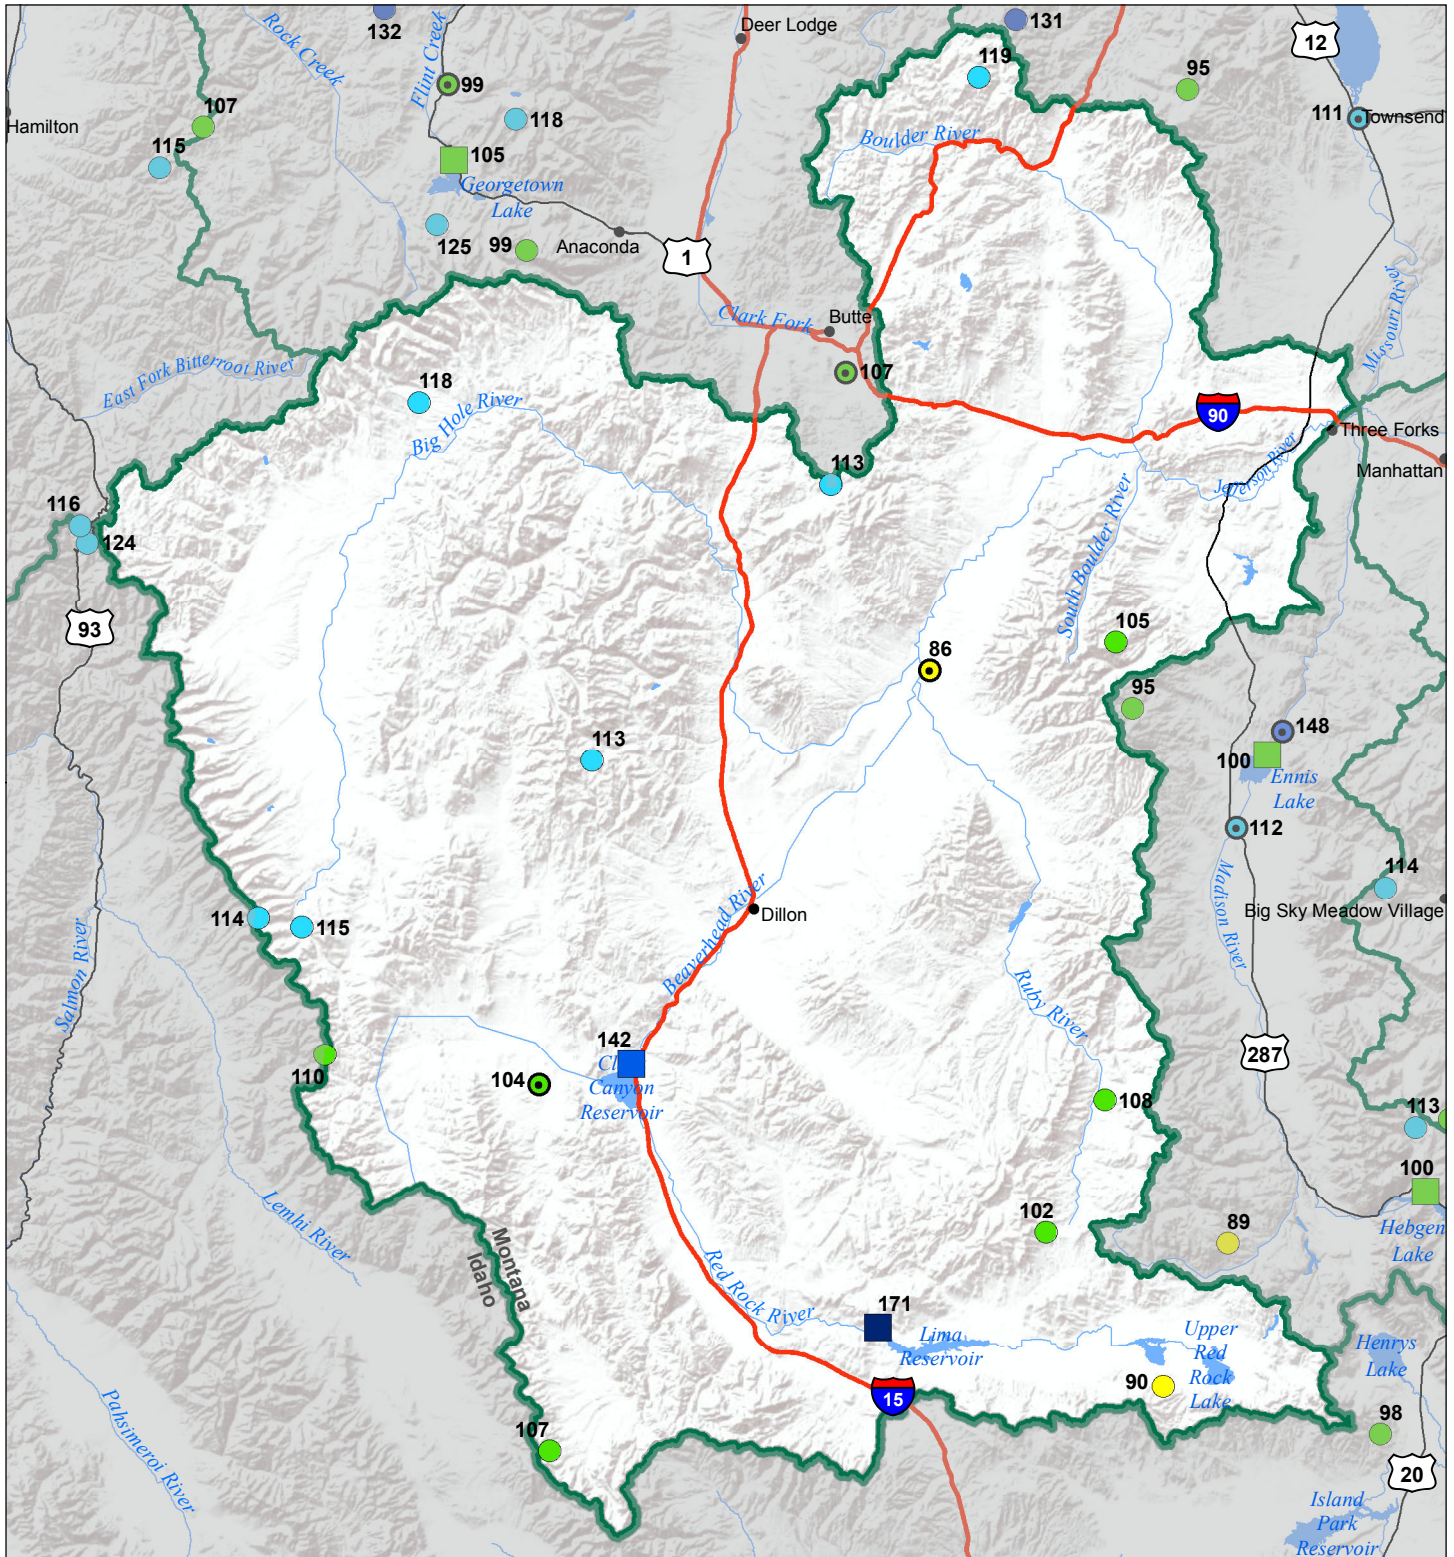 132
Rock Creek
Flint Creek
Deer Lodge
131
12
119
95
99
107
118
111
Townsend
Hamilton
115
105
Boulder River
Georgetown
Lake
125
99
Anaconda
1
Missouri River
Clark Fork
Butte
East Fork Bitterroot River
107
118
Big Hole River
90
Three Forks
Jefferson River
Manhattan
113
116
124
South Boulder River
93
105
86
95
148
100
Ennis
Lake
113
112
114
Madison River
Big Sky Meadow Village
114
115
Beaverhead River
Dillon
Salmon River
Ruby River
142
Cl
Canyon
Reservoir
104
110
287
108
113
100
Hebgen
Lake
Lemhi River
Montana
Idaho
102
89
Red Rock River
171
Lima
Reservoir
Upper
Red
Rock
Lake
Henrys
Lake
90
15
Pahsimeroi River
107
98
20
Island
Park
Reservoir